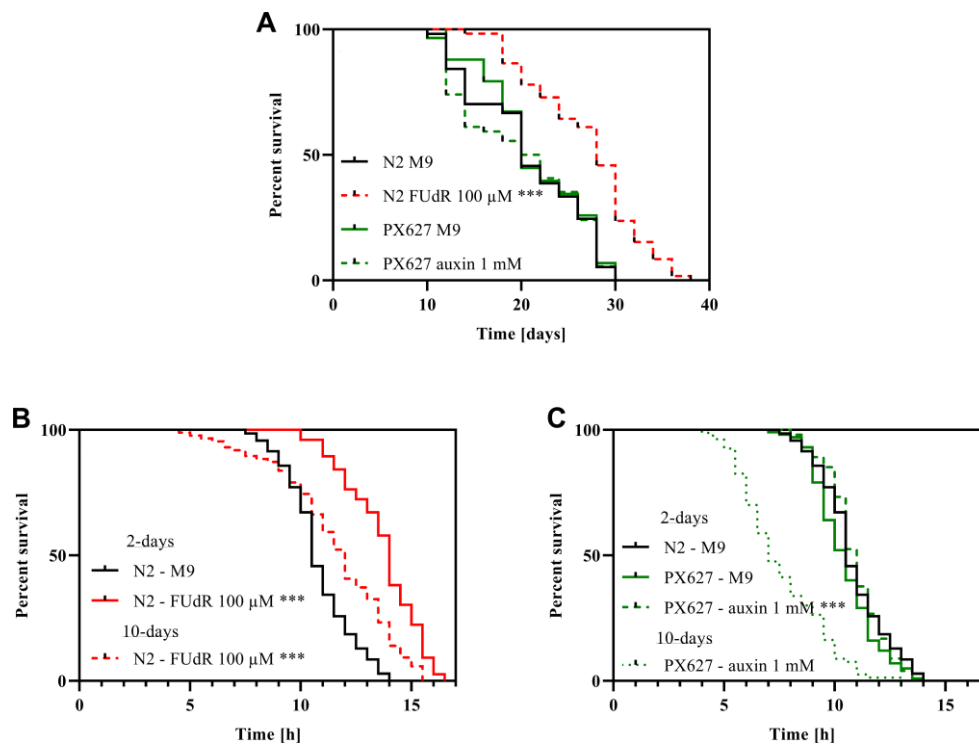 A
100
50
0
Percent survival
N2 M9
N2 FUdR 100 µM ***
PX627 M9
PX627 auxin 1 mM
0 10 20 30 40
Time [days]
B
100
50
0
Percent survival
2-days
N2 - M9
N2 - FUdR 100 µM ***
10-days
N2 - FUdR 100 µM ***
0 5 10 15
Time [h]
C
100
50
0
Percent survival
2-days
N2 - M9
PX627 - M9
PX627 - auxin 1 mM ***
10-days
PX627 - auxin 1 mM
0 5 10 15
Time [h]